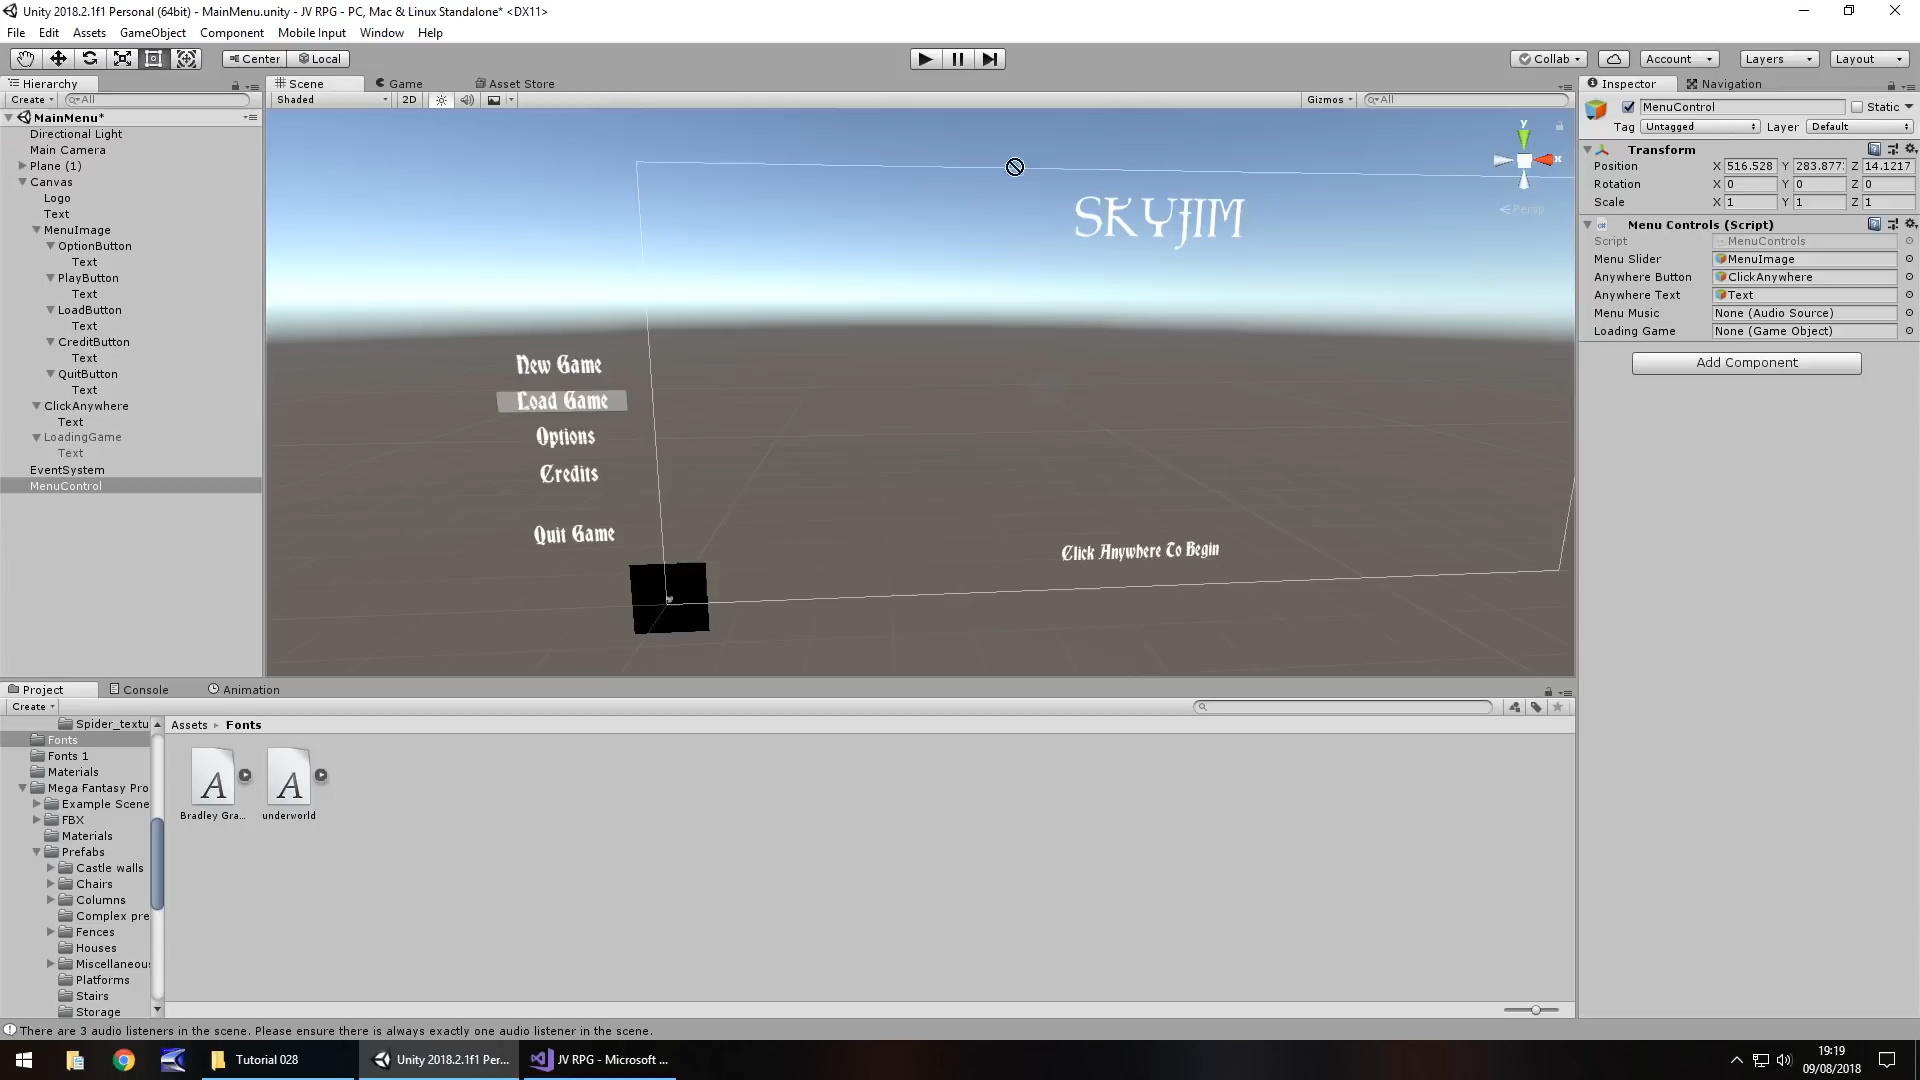 Unity 2018.2.1f1 Personal (64bit) - MainMenu.unity - JV RPG - PC, Mac & Linux Standalone* <DX11>
File Edit Assets GameObject Component Mobile Input Window Help
Center Local Collab Account Layers Layout
Hierarchy Scene Game Asset Store Inspector Navigation
Create All Shaded 2D Gizmos All
MenuControl Static
MainMenu*
Tag Untagged Layer Default
Directional Light
Main Camera
Transform
Plane (1)
Position X 516.528 Y 283.877 Z 14.1217
Canvas
Rotation X 0 Y 0 Z 0
Logo
Scale X 1 Y 1 Z 1
Text
Persp
SKYJIM
MenuImage
Menu Controls (Script)
OptionButton
Script MenuControls
Text
Menu Slider MenuImage
PlayButton
Anywhere Button ClickAnywhere
Text
Anywhere Text Text
LoadButton
Menu Music None (Audio Source)
Text
Loading Game None (Game Object)
CreditButton
Text
Add Component
QuitButton
Text
ClickAnywhere
Text
LoadingGame
Text
EventSystem
MenuControl
y
x
New Game
Load Game
Options
Credits
Quit Game
Click Anywhere To Begin
Project Console Animation
Create
Assets Fonts
Spider_textu
Fonts
Fonts 1
Materials
Mega Fantasy Pro
Example Scene
FBX
Materials
Prefabs
Castle walls
Chairs
Columns
Complex pre
Fences
Houses
Miscellaneou
Platforms
Stairs
Storage
A A
Bradley Gra... underworld
There are 3 audio listeners in the scene. Please ensure there is always exactly one audio listener in the scene.
Tutorial 028 Unity 2018.2.1f1 Per... JV RPG - Microsoft ...
19:19
09/08/2018